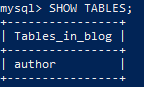 mysql> SHOW TABLES;
+----------------+
| Tables_in_blog |
+----------------+
| author         |
+----------------+